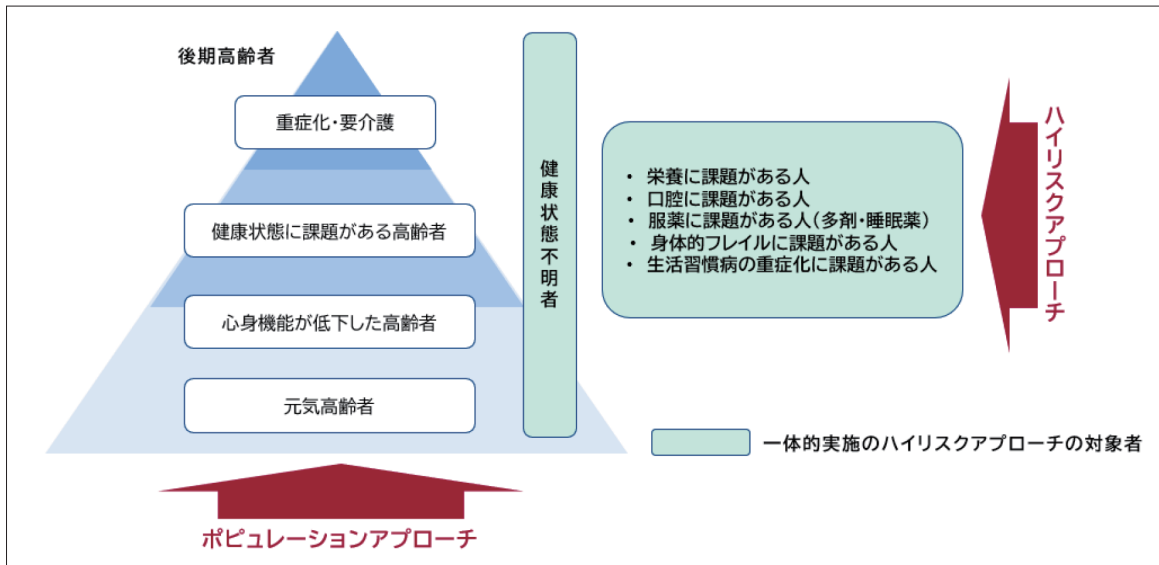 後期高齢者
重症化・要介護
健康状態に課題がある高齢者
心身機能が低下した高齢者
元気高齢者
健康状態不明者
・ 栄養に課題がある人
・ 口腔に課題がある人
・ 服薬に課題がある人(多剤・睡眠薬)
・ 身体的フレイルに課題がある人
・ 生活習慣病の重症化に課題がある人
ハイリスクアプローチ
一体的実施のハイリスクアプローチの対象者
ポピュレーションアプローチ